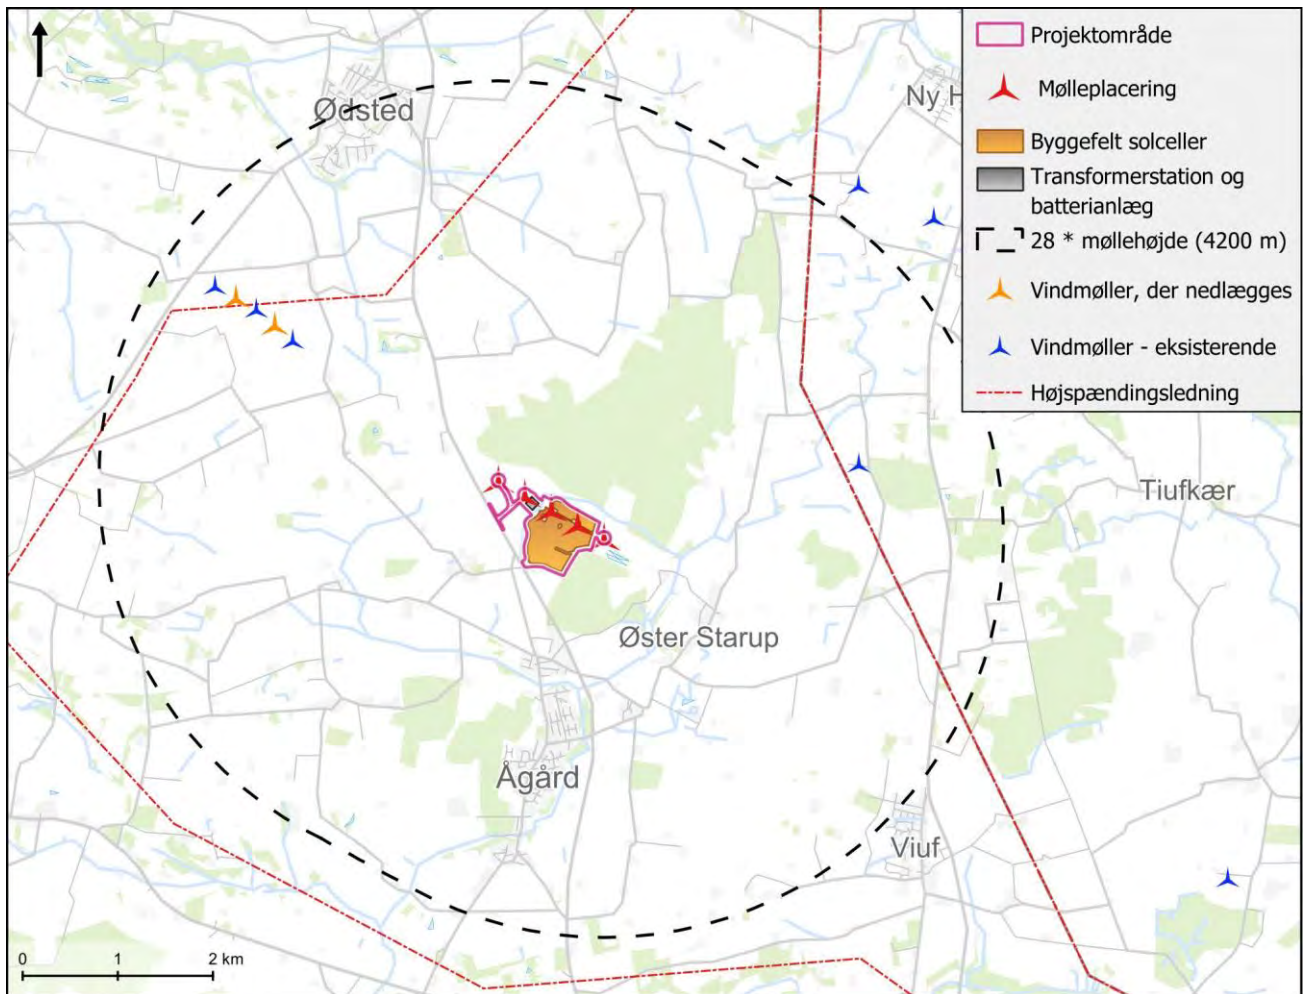 Projektområde
Mølleplacering
Byggefelt solceller
Transformerstation og
batterianlæg
28 * møllehøjde (4200 m)
Vindmøller, der nedlægges
Vindmøller - eksisterende
Højspændingsledning
Ødsted
Ny H
Tiufkær
Øster Starup
Ågård
Viuf
0 1 2 km